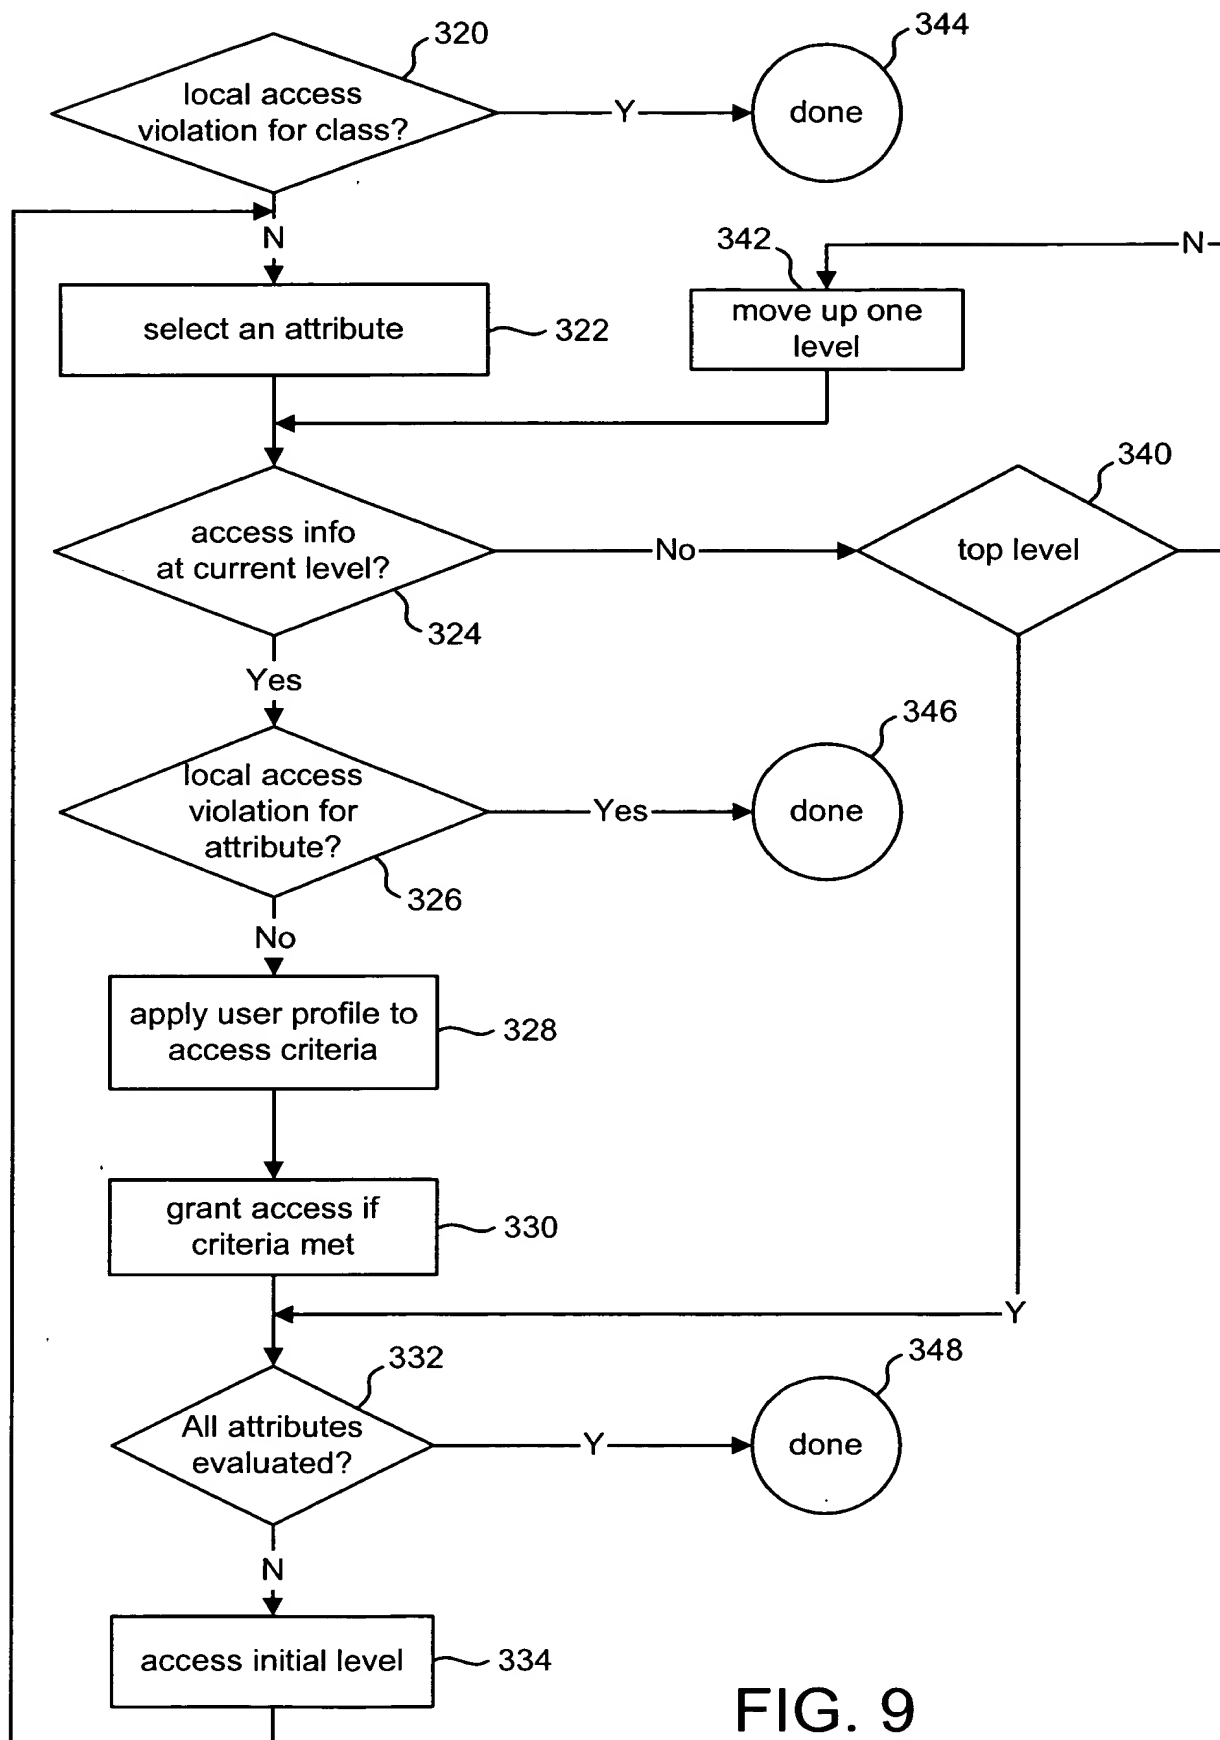 320
local access
violation for class?
Y
344
done
N
select an attribute
322
342
N
move up one
level
access info
at current level?
324
No
340
top level
Yes
local access
violation for
attribute?
326
Yes
346
done
No
apply user profile to
access criteria
328
grant access if
criteria met
330
Y
332
All attributes
evaluated?
Y
348
done
N
access initial level
334
FIG. 9